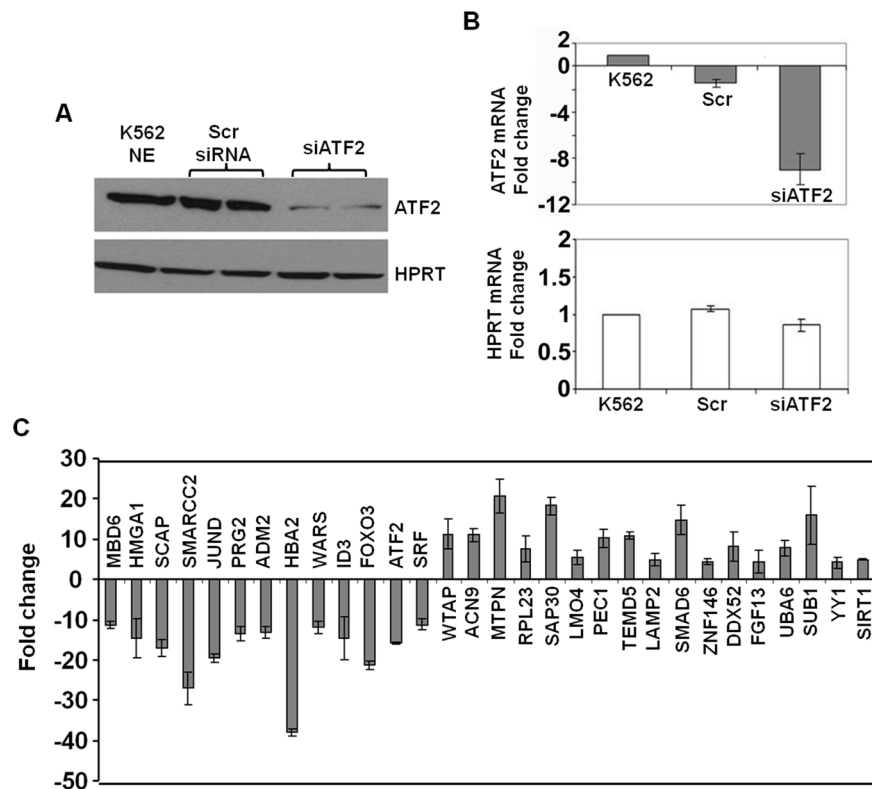 A
K562
NE
Scr
siRNA
siATF2
ATF2
HPRT
B
ATF2 mRNA
Fold change
2
0
-4
-8
-12
K562
Scr
siATF2
HPRT mRNA
Fold change
2
1.5
1
0.5
0
K562
Scr
siATF2
C
Fold change
30
20
10
0
-10
-20
-30
-40
-50
MBD6
HMGA1
SCAP
SMARCC2
JUND
PRG2
ADM2
HBA2
WARS
ID3
FOXO3
ATF2
SRF
WTAP
ACN9
MTPN
RPL23
SAP30
LMO4
PEC1
TEMD5
LAMP2
SMAD6
ZNF146
DDX52
FGF13
UBA6
SUB1
YY1
SIRT1